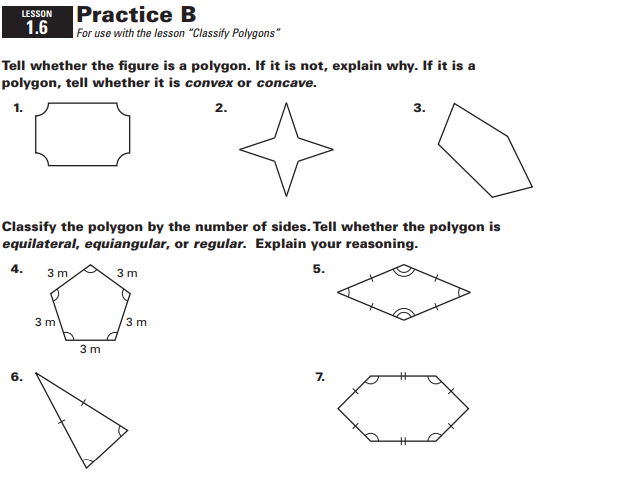 LESSON
1.6
Practice B
For use with the lesson “Classify Polygons”
Tell whether the figure is a polygon. If it is not, explain why. If it is a
polygon, tell whether it is convex or concave.
1. 2. 3.
Classify the polygon by the number of sides. Tell whether the polygon is
equilateral, equiangular, or regular. Explain your reasoning.
4. 5.
3 m 3 m
3 m 3 m
3 m
6. 7.